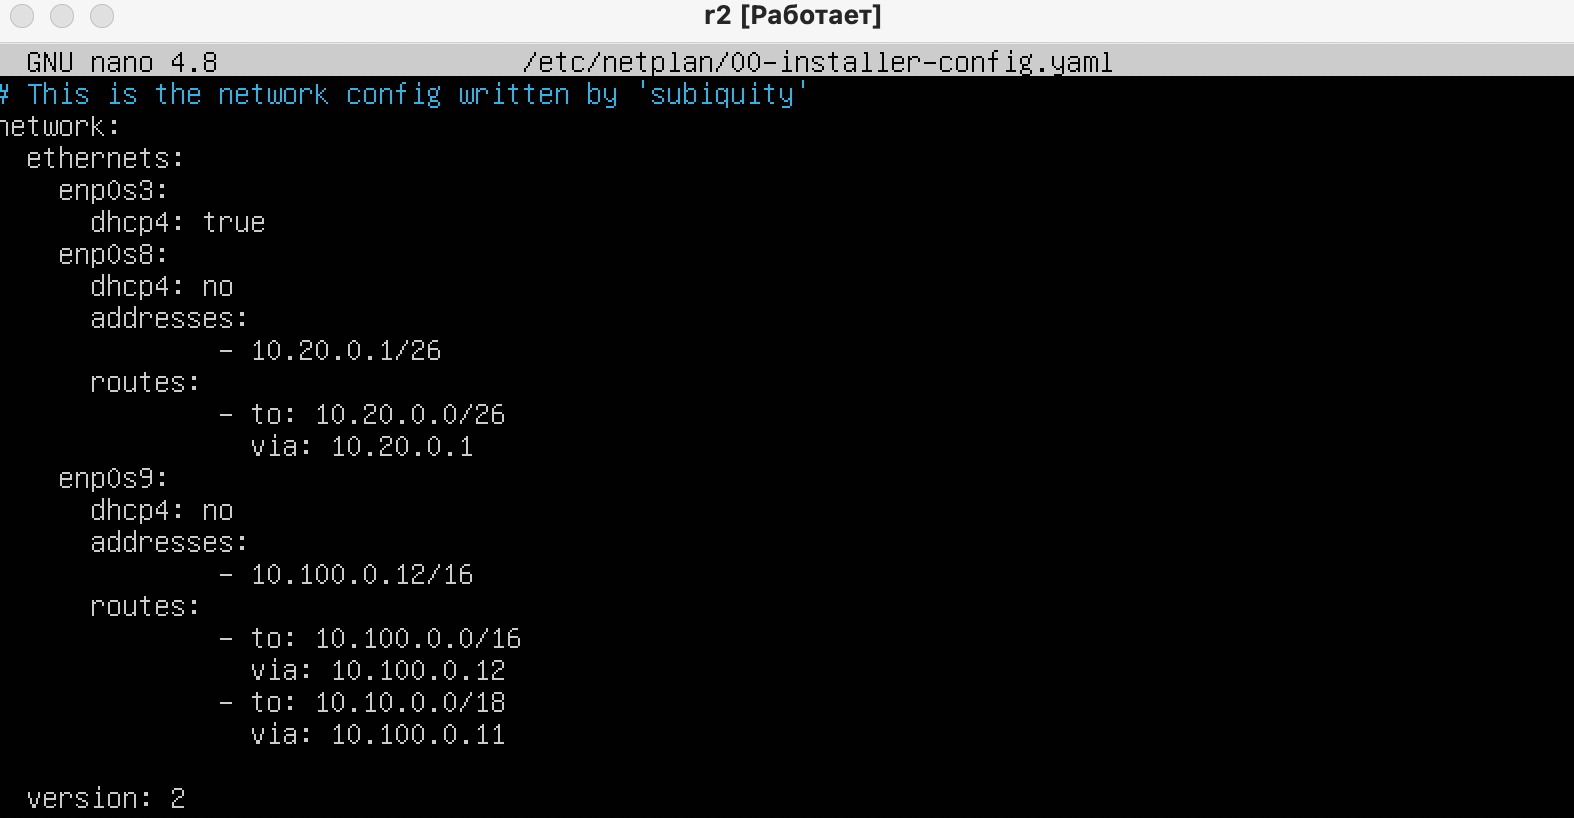 r2 [Работает]
GNU nano 4.8 /etc/netplan/00-installer-config.yaml
# This is the network config written by 'subiquity'
network:
  ethernets:
    enp0s3:
      dhcp4: true
    enp0s8:
      dhcp4: no
      addresses:
              - 10.20.0.1/26
      routes:
              - to: 10.20.0.0/26
                via: 10.20.0.1
    enp0s9:
      dhcp4: no
      addresses:
              - 10.100.0.12/16
      routes:
              - to: 10.100.0.0/16
                via: 10.100.0.12
              - to: 10.10.0.0/18
                via: 10.100.0.11
  version: 2